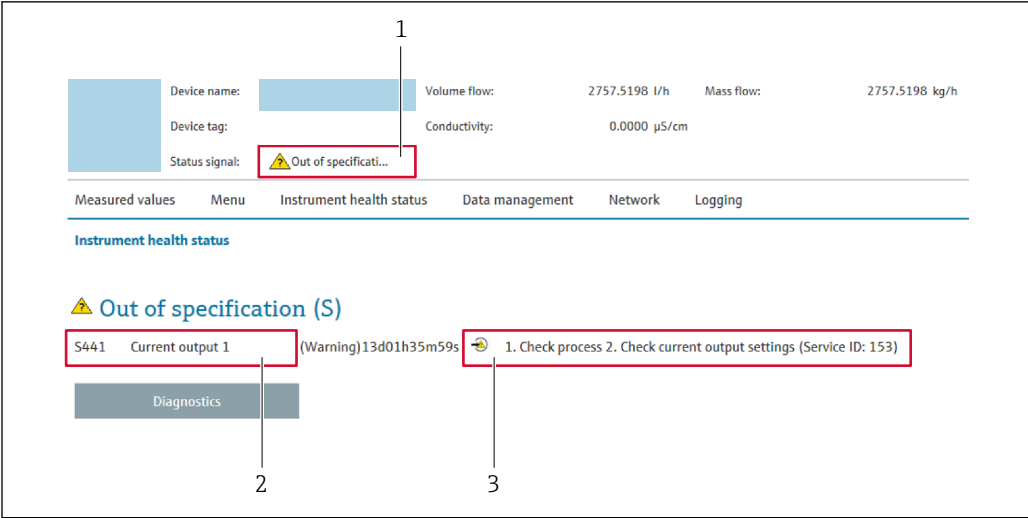 1
Device name: Volume flow: 2757.5198 l/h Mass flow: 2757.5198 kg/h
Device tag: Conductivity: 0.0000 µS/cm
Status signal: Out of specificati...
Measured values Menu Instrument health status Data management Network Logging
Instrument health status
Out of specification (S)
S441 Current output 1 (Warning)13d01h35m59s 1. Check process 2. Check current output settings (Service ID: 153)
Diagnostics
2 3